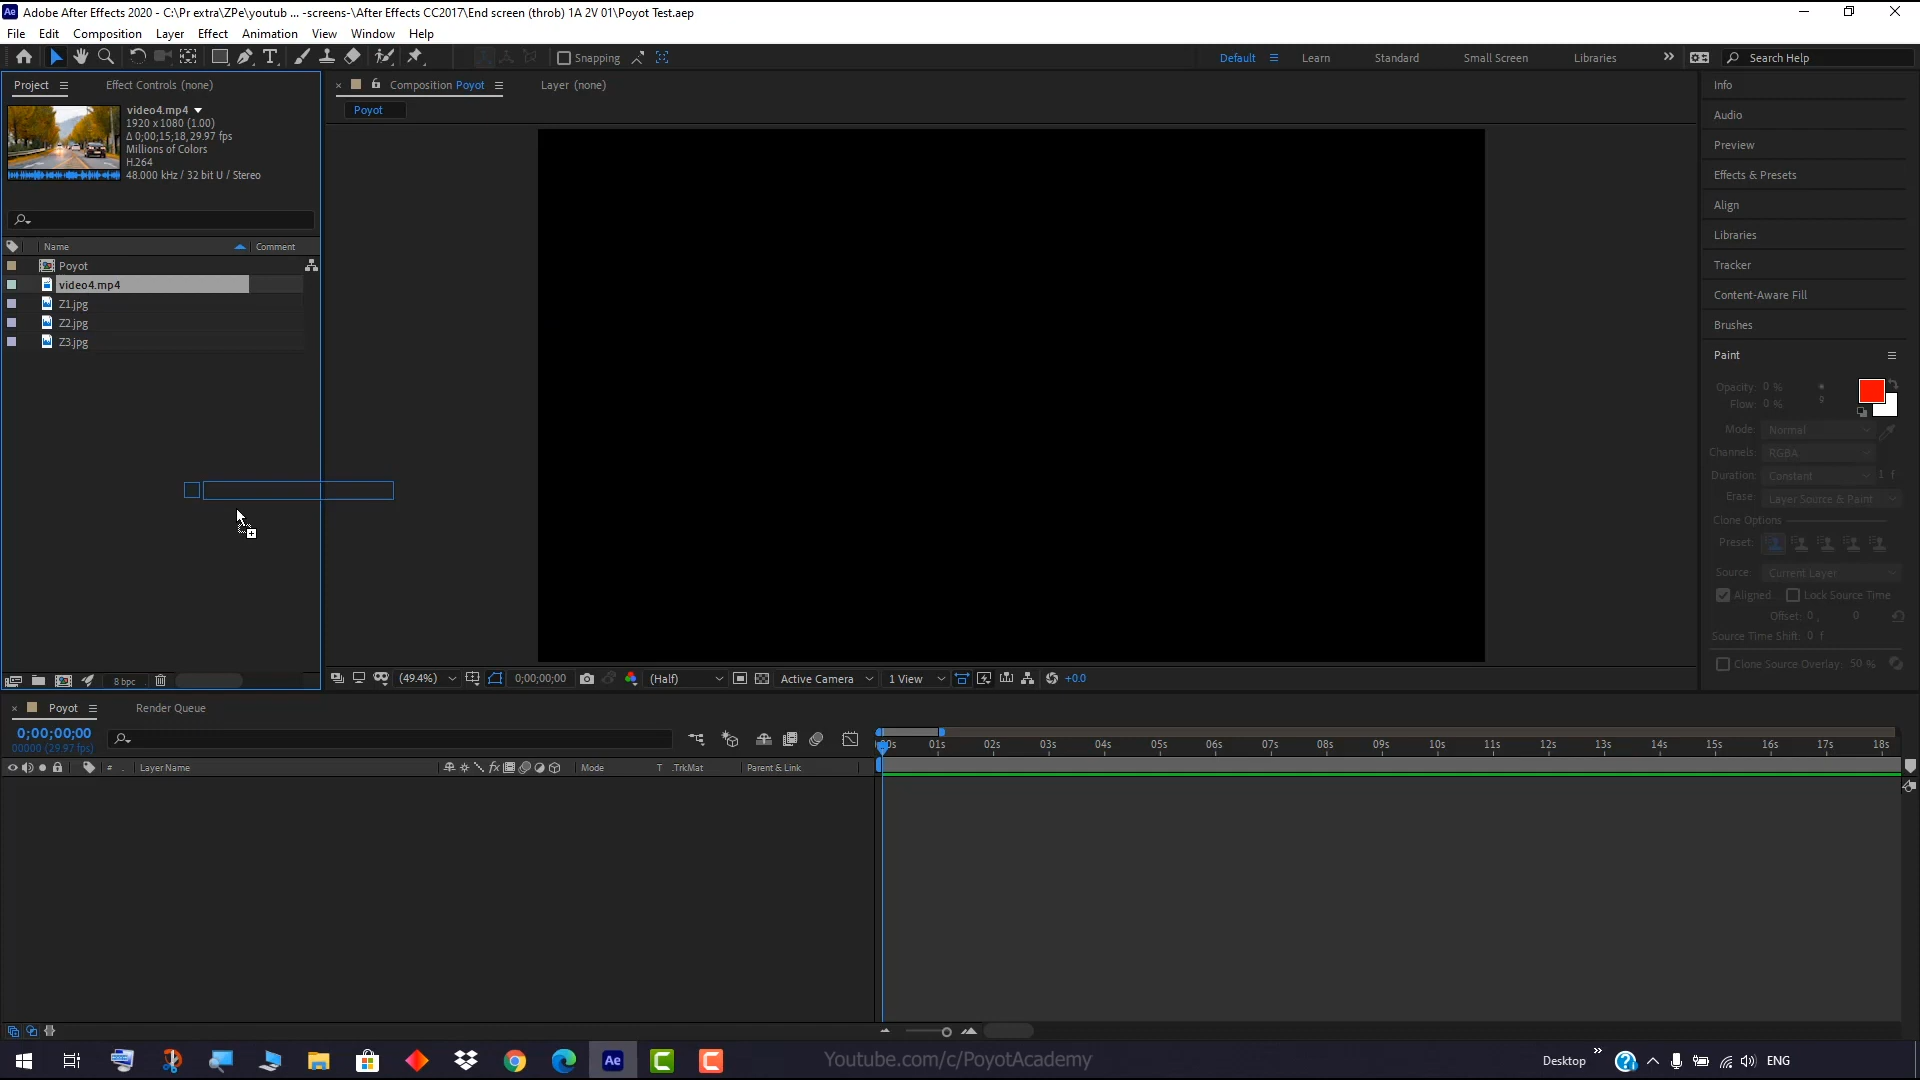 Adobe After Effects 2020 - C:\Pr extra\ZPe\youtub ... -screens-\After Effects CC2017\End screen (throb) 1A 2V 01\Poyot Test.aep
File Edit Composition Layer Effect Animation View Window Help
Snapping
Default Learn Standard Small Screen Libraries Search Help
Project Effect Controls (none)
Composition Poyot Layer (none)
Poyot
video4.mp4
1920 x 1080 (1.00)
Δ 0;00;15;18, 29.97 fps
Millions of Colors
H.264
48.000 kHz / 32 bit U / Stereo
Name Comment
Poyot
video4.mp4
Z1.jpg
Z2.jpg
Z3.jpg
8 bpc
(49.4%) 0;00;00;00 (Half) Active Camera 1 View +0.0
Info
Audio
Preview
Effects & Presets
Align
Libraries
Tracker
Content-Aware Fill
Brushes
Paint
Opacity: 0 %
Flow: 0 %
Mode: Normal
Channels: RGBA
Duration: Constant 1 f
Erase: Layer Source & Paint
Clone Options
Preset:
Source: Current Layer
Aligned Lock Source Time
Offset: 0 , 0
Source Time Shift: 0 f
Clone Source Overlay: 50 %
Poyot Render Queue
0;00;00;00
00000 (29.97 fps)
# Layer Name Mode T .TrkMat Parent & Link
00s 01s 02s 03s 04s 05s 06s 07s 08s 09s 10s 11s 12s 13s 14s 15s 16s 17s 18s
Youtube.com/c/PoyotAcademy
Desktop ENG